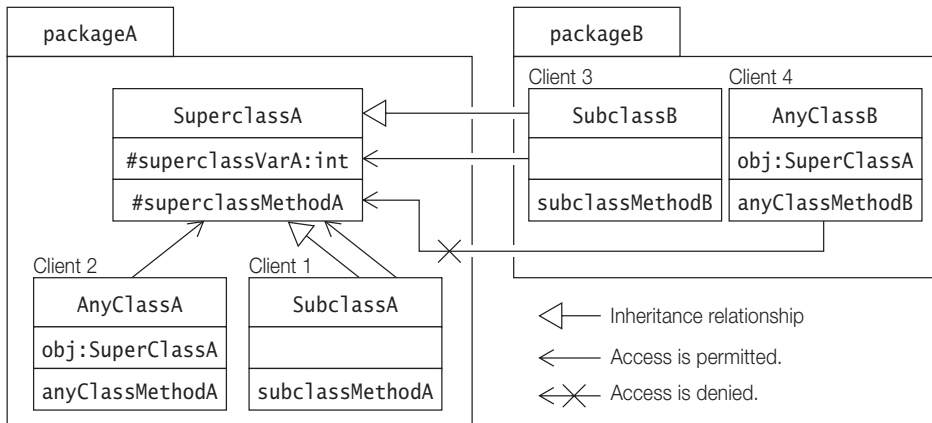 packageA
packageB
Client 3
Client 4
SuperclassA
#superclassVarA:int
#superclassMethodA
SubclassB
subclassMethodB
AnyClassB
obj:SuperClassA
anyClassMethodB
Client 2
Client 1
AnyClassA
obj:SuperClassA
anyClassMethodA
SubclassA
subclassMethodA
Inheritance relationship
Access is permitted.
Access is denied.